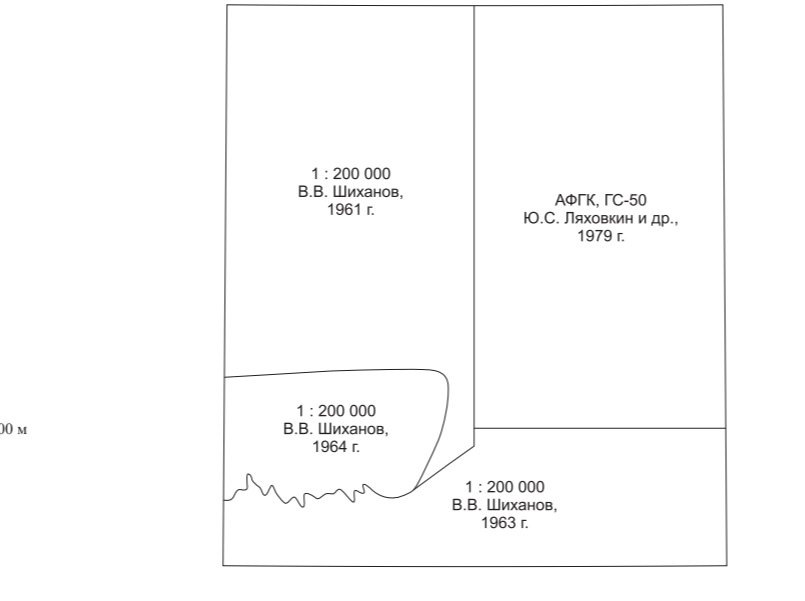 1 : 200 000
В.В. Шиханов,
1961 г.
АФГК, ГС-50
Ю.С. Ляховкин и др.,
1979 г.
1 : 200 000
В.В. Шиханов,
1964 г.
00 м
1 : 200 000
В.В. Шиханов,
1963 г.